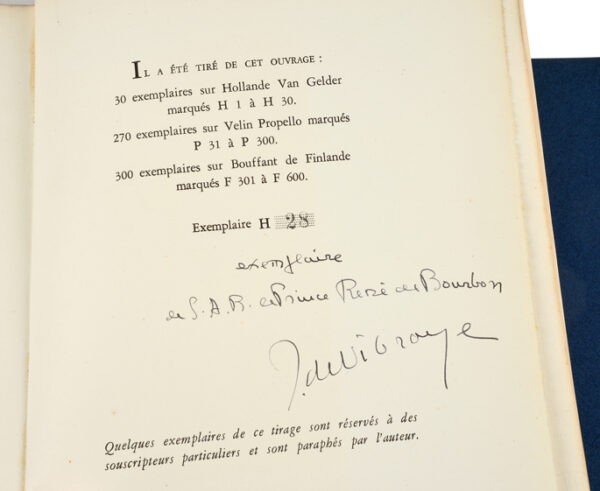 IL A ÉTÉ TIRÉ DE CET OUVRAGE :
30 exemplaires sur Hollande Van Gelder
marqués H 1 à H 30.
270 exemplaires sur Velin Propello marqués
P 31 à P 300.
300 exemplaires sur Bouffant de Finlande
marqués F 301 à F 600.
Exemplaire H 28
exemplaire
de S. A. R. le Prince René de Bourbon
J. de Vibraye
Quelques exemplaires de ce tirage sont réservés à des
souscripteurs particuliers et sont paraphés par l'auteur.